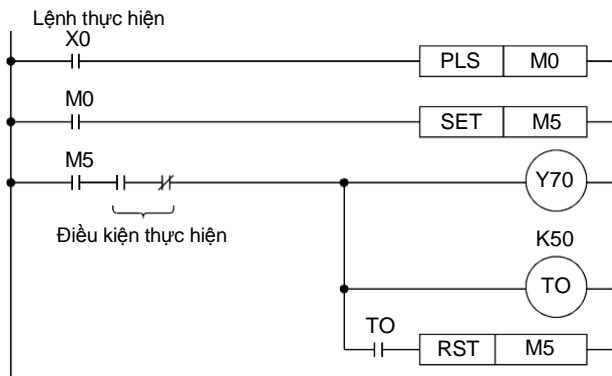 Lệnh thực hiện
X0
PLS M0
M0
SET M5
M5
Y70
Điều kiện thực hiện
K50
TO
TO
RST M5